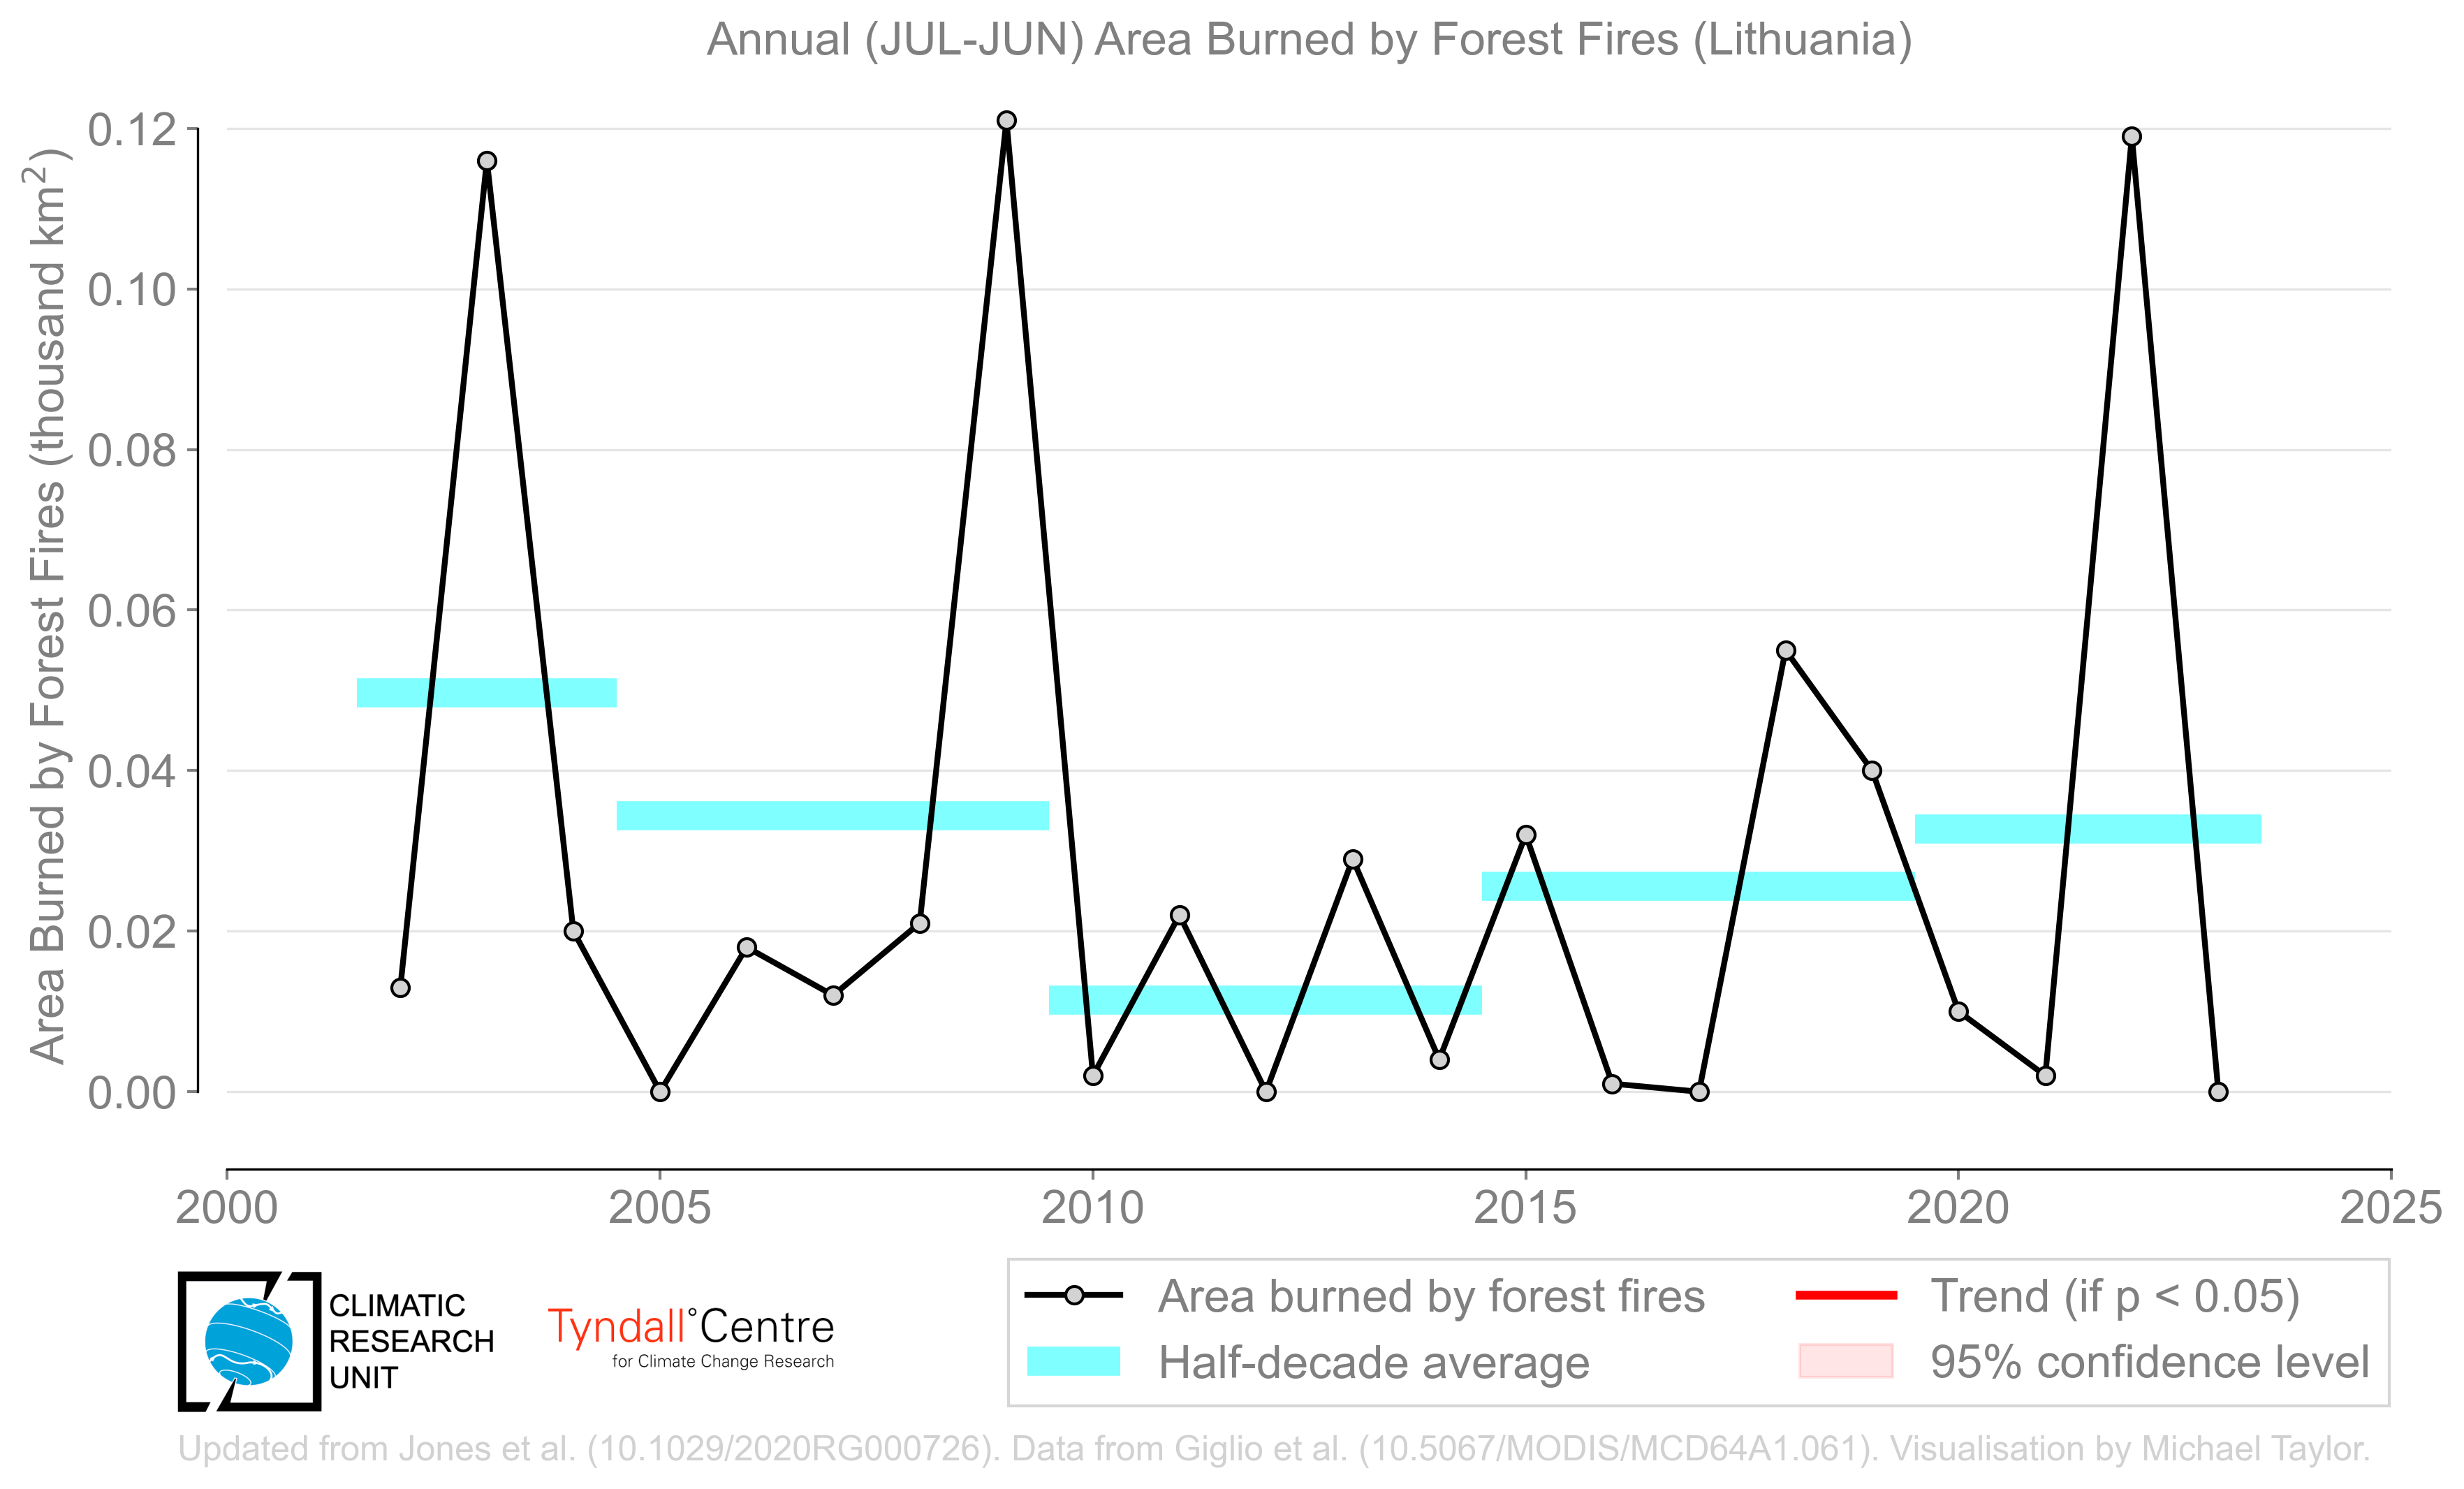 Annual (JUL-JUN) Area Burned by Forest Fires (Lithuania)
Area Burned by Forest Fires (thousand km²)
0.12
0.10
0.08
0.06
0.04
0.02
0.00
2000 2005 2010 2015 2020 2025
CLIMATIC
RESEARCH
UNIT
Tyndall°Centre
for Climate Change Research
Area burned by forest fires
Half-decade average
Trend (if p < 0.05)
95% confidence level
Updated from Jones et al. (10.1029/2020RG000726). Data from Giglio et al. (10.5067/MODIS/MCD64A1.061). Visualisation by Michael Taylor.